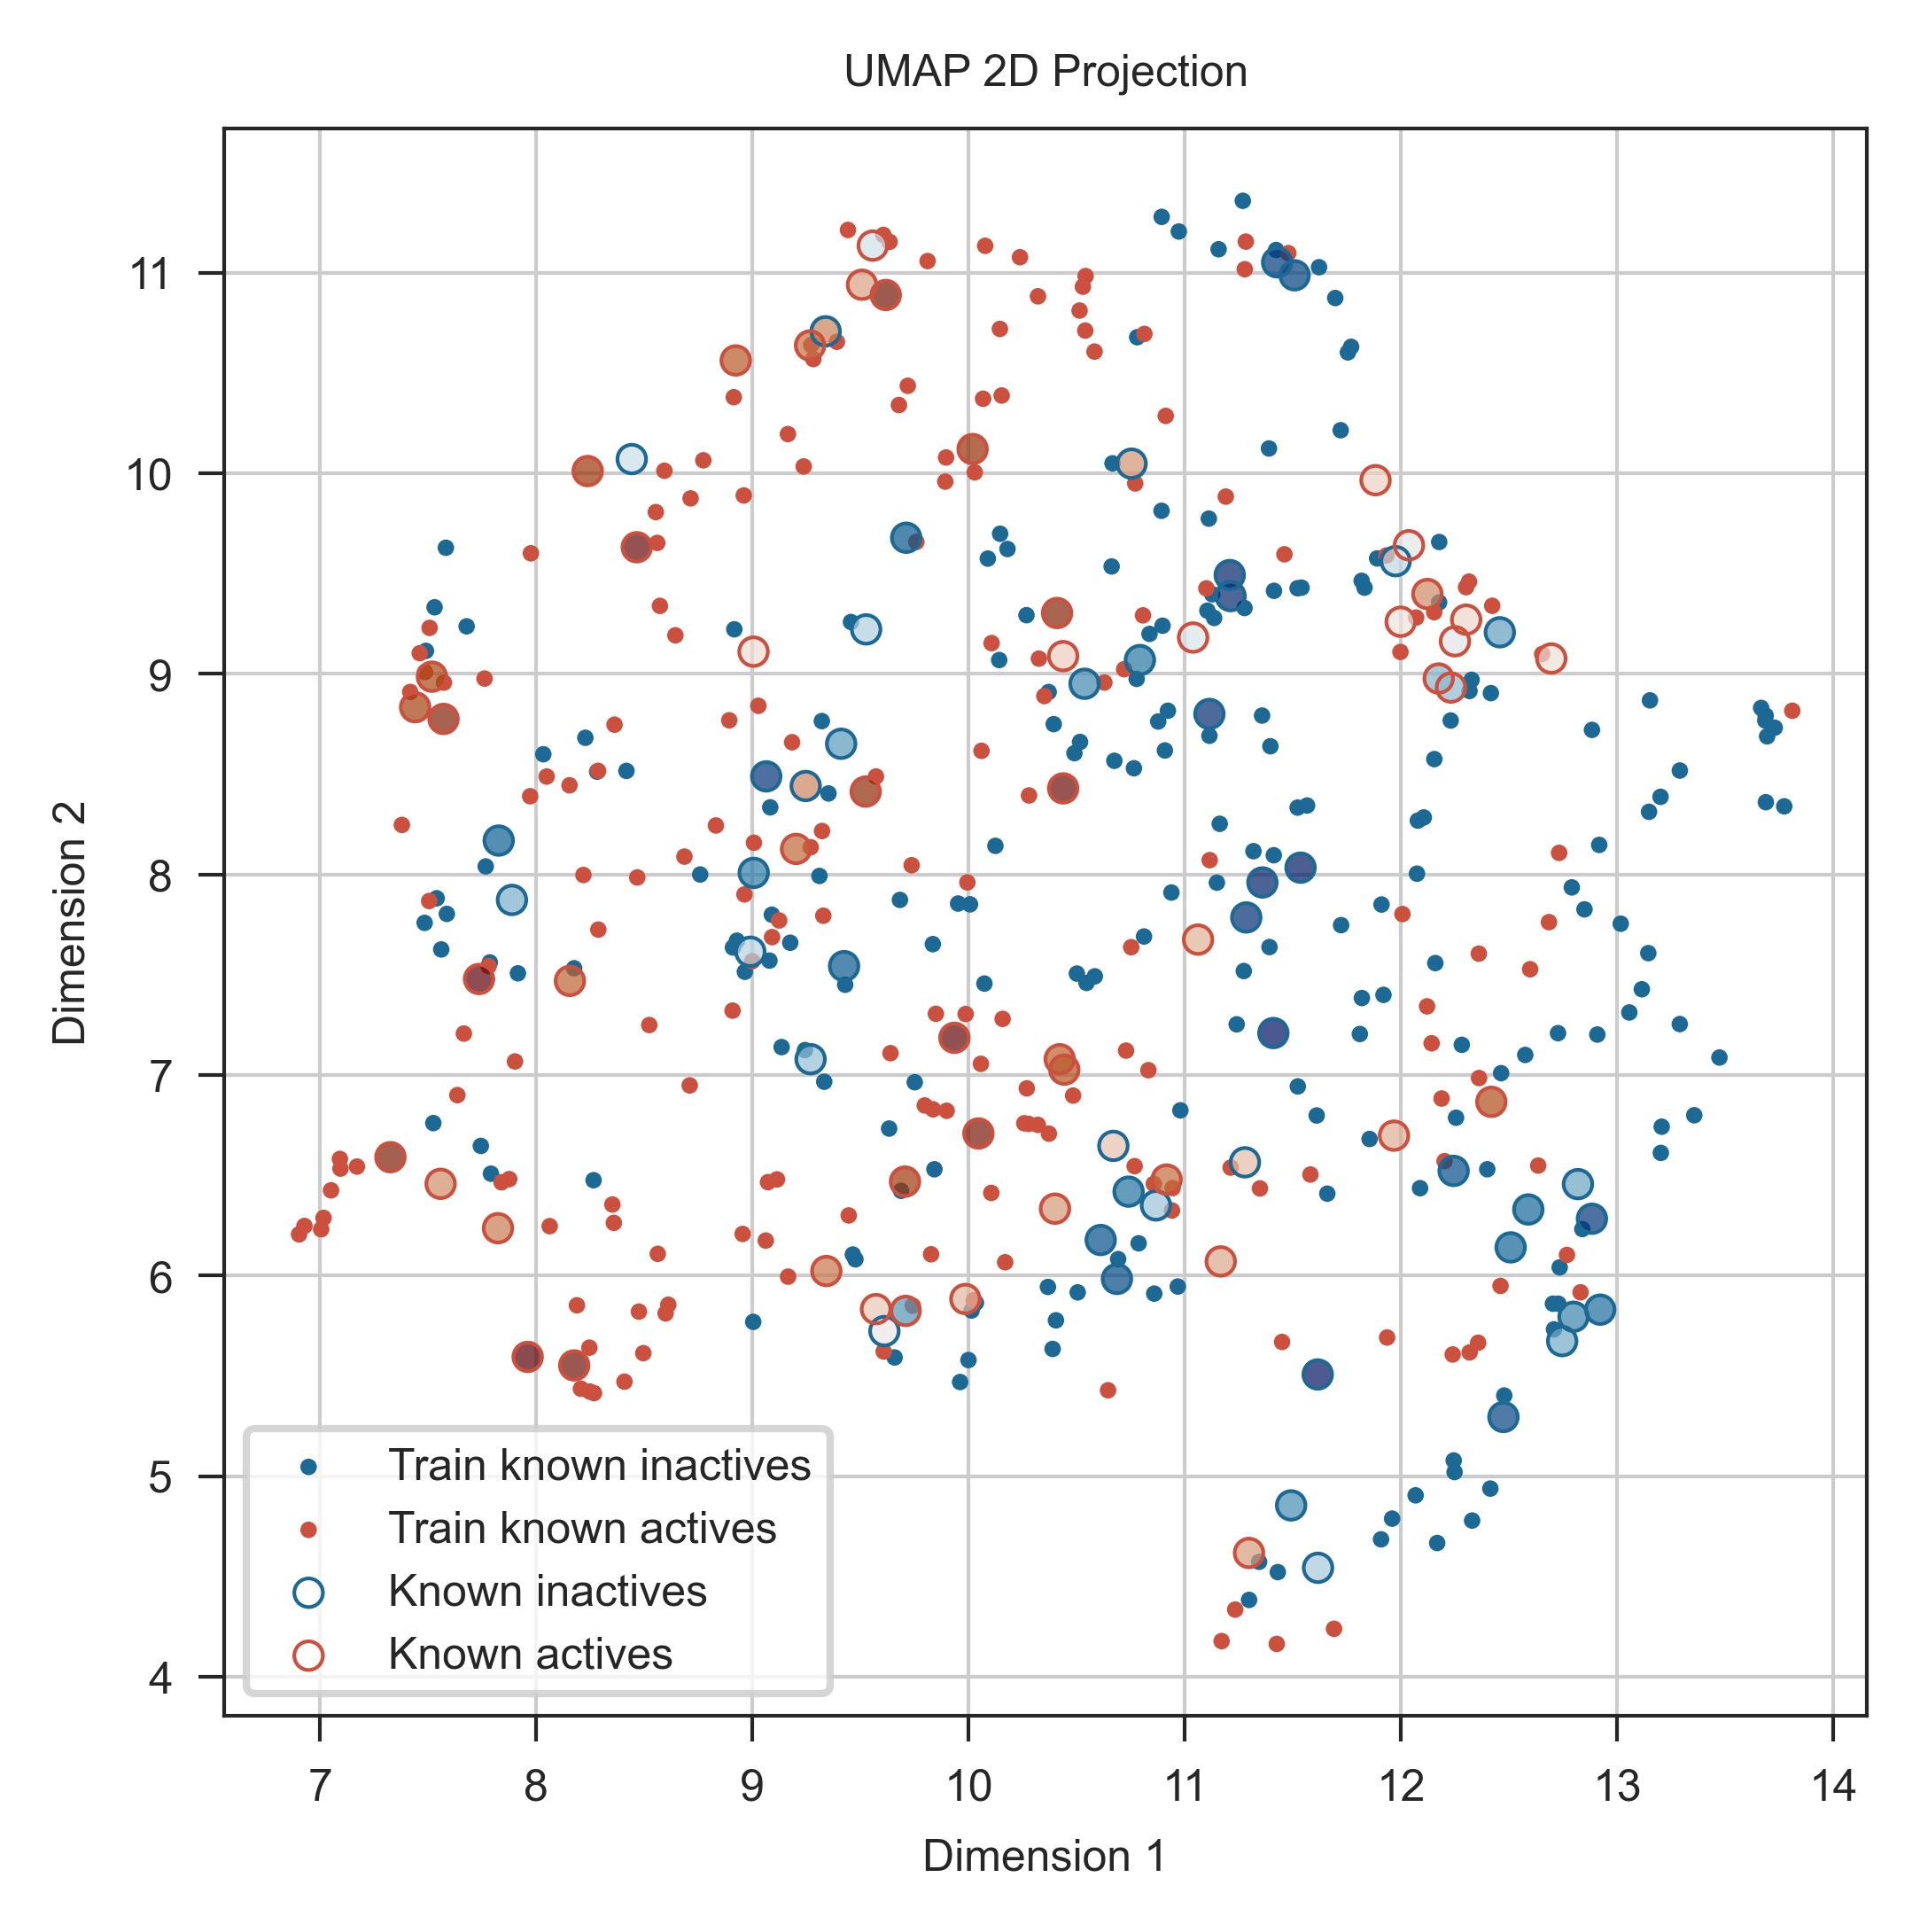 UMAP 2D Projection
11
10
9
8
7
6
5
4
Dimension 2
Train known inactives
Train known actives
Known inactives
Known actives
7 8 9 10 11 12 13 14
Dimension 1